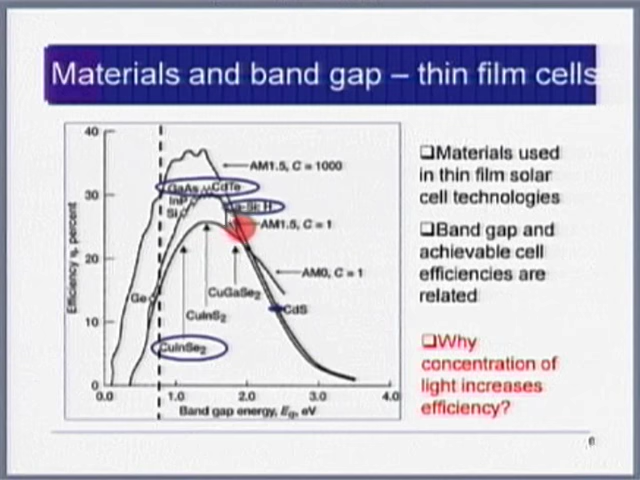 Materials and band gap – thin film cells
40
30
20
10
0
Efficiency η, percent
AM1.5, C = 1000
GaAs
CdTe
InP
a-Si: H
Si
AM1.5, C = 1
AM0, C = 1
Ge
CuGaSe2
CuInS2
CdS
CuInSe2
0.0 1.0 2.0 3.0 4.0
Band gap energy, Eg, eV
❑Materials used
in thin film solar
cell technologies
❑Band gap and
achievable cell
efficiencies are
related
❑Why
concentration of
light increases
efficiency?